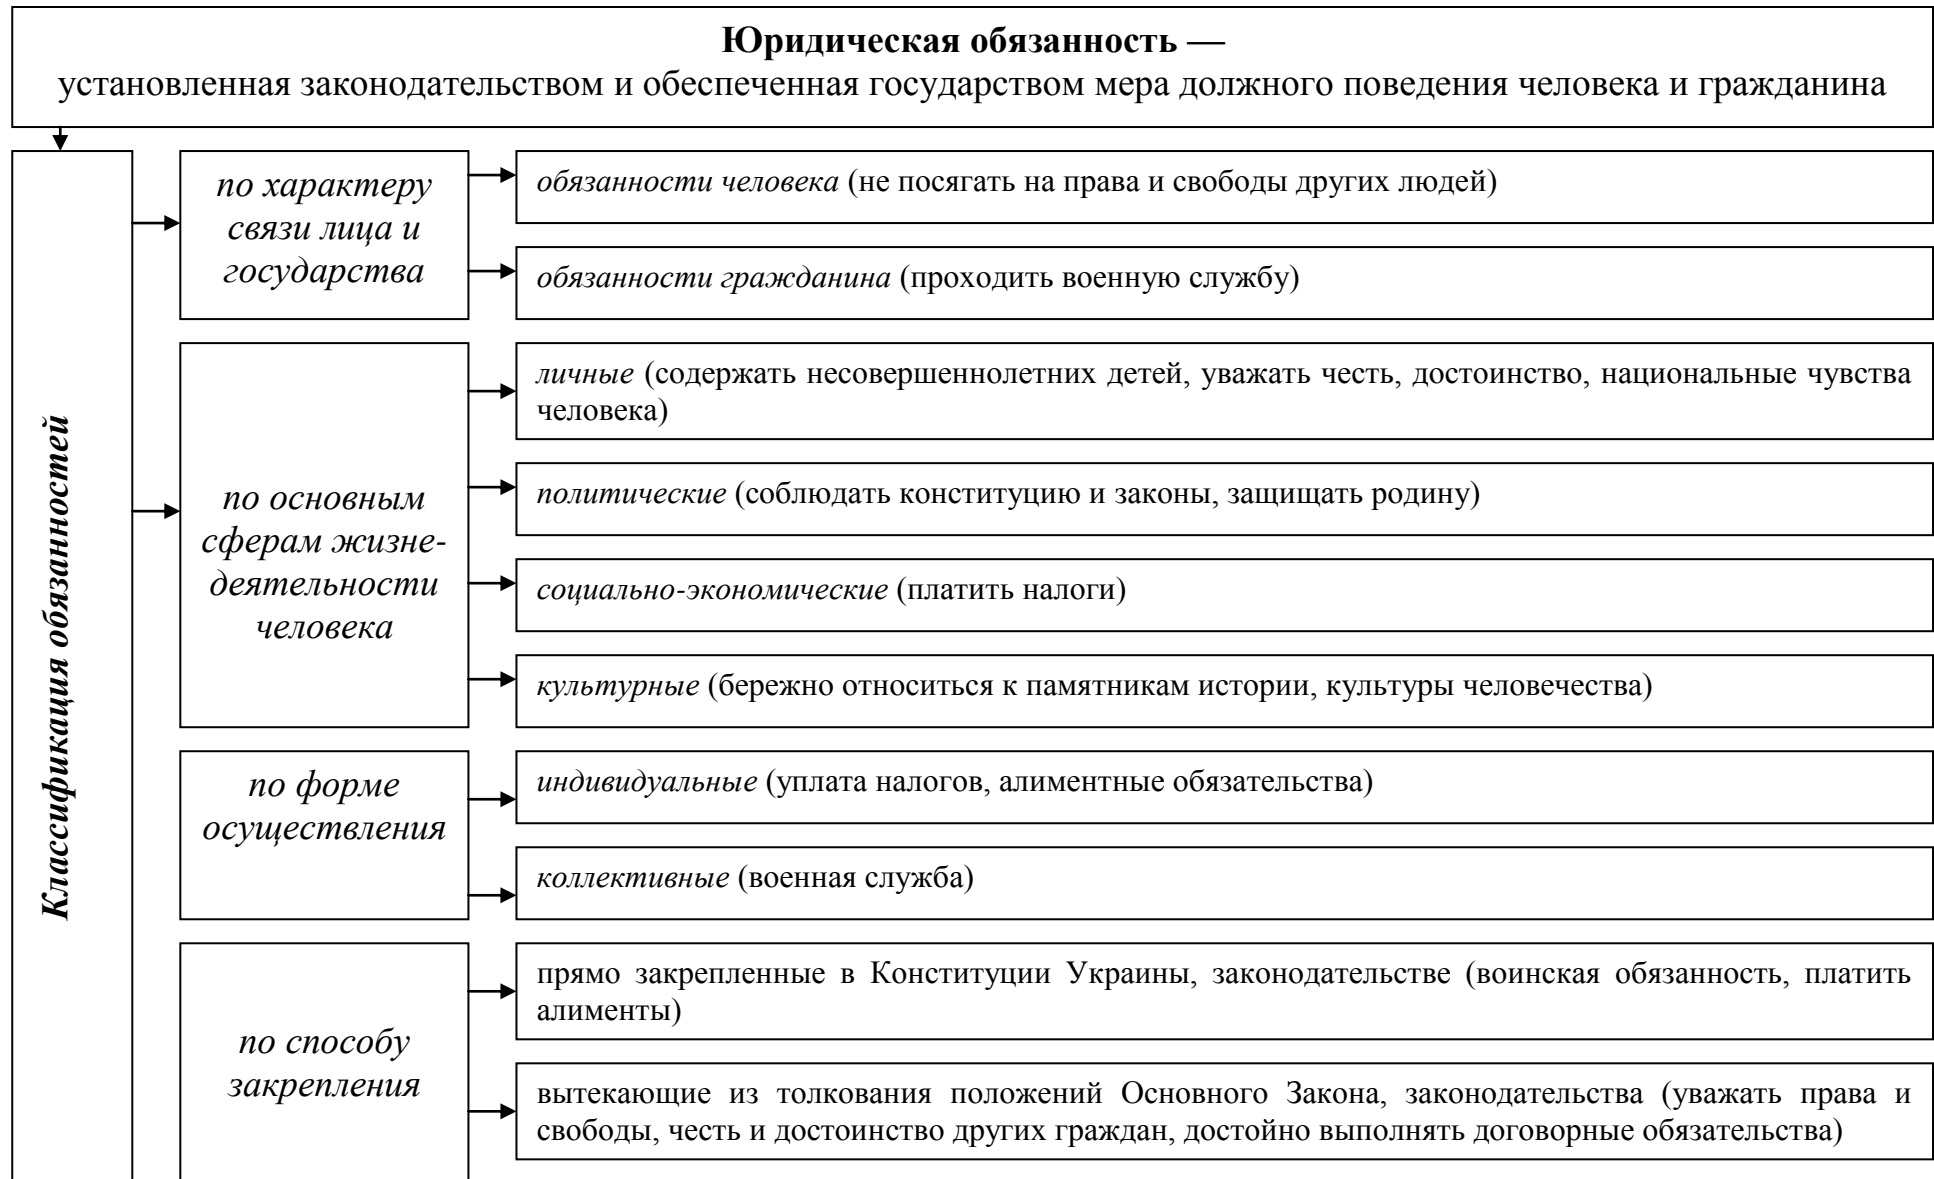 Юридическая обязанность —
установленная законодательством и обеспеченная государством мера должного поведения человека и гражданина
Классификация обязанностей
по характеру
связи лица и
государства
обязанности человека (не посягать на права и свободы других людей)
обязанности гражданина (проходить военную службу)
по основным
сферам жизне-
деятельности
человека
личные (содержать несовершеннолетних детей, уважать честь, достоинство, национальные чувства
человека)
политические (соблюдать конституцию и законы, защищать родину)
социально-экономические (платить налоги)
культурные (бережно относиться к памятникам истории, культуры человечества)
по форме
осуществления
индивидуальные (уплата налогов, алиментные обязательства)
коллективные (военная служба)
по способу
закрепления
прямо закрепленные в Конституции Украины, законодательстве (воинская обязанность, платить
алименты)
вытекающие из толкования положений Основного Закона, законодательства (уважать права и
свободы, честь и достоинство других граждан, достойно выполнять договорные обязательства)